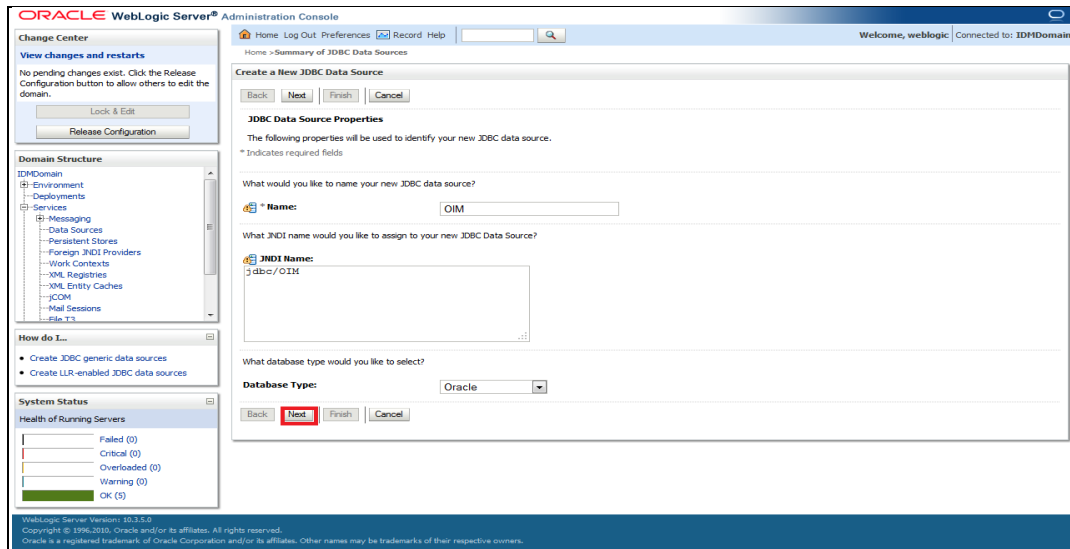 ORACLE WebLogic Server® Administration Console
Change Center
View changes and restarts
No pending changes exist. Click the Release
Configuration button to allow others to edit the
domain.
Lock & Edit
Release Configuration
Domain Structure
IDMDomain
Environment
Deployments
Services
Messaging
Data Sources
Persistent Stores
Foreign JNDI Providers
Work Contexts
XML Registries
XML Entity Caches
jCOM
Mail Sessions
File T3
How do I...
Create JDBC generic data sources
Create LLR-enabled JDBC data sources
System Status
Health of Running Servers
Failed (0)
Critical (0)
Overloaded (0)
Warning (0)
OK (5)
Home Log Out Preferences Record Help
Welcome, weblogic Connected to: IDMDomain
Home >Summary of JDBC Data Sources
Create a New JDBC Data Source
Back Next Finish Cancel
JDBC Data Source Properties
The following properties will be used to identify your new JDBC data source.
* Indicates required fields
What would you like to name your new JDBC data source?
* Name: OIM
What JNDI name would you like to assign to your new JDBC Data Source?
JNDI Name:
jdbc/OIM
What database type would you like to select?
Database Type: Oracle
Back Next Finish Cancel
WebLogic Server Version: 10.3.5.0
Copyright © 1996,2010, Oracle and/or its affiliates. All rights reserved.
Oracle is a registered trademark of Oracle Corporation and/or its affiliates. Other names may be trademarks of their respective owners.